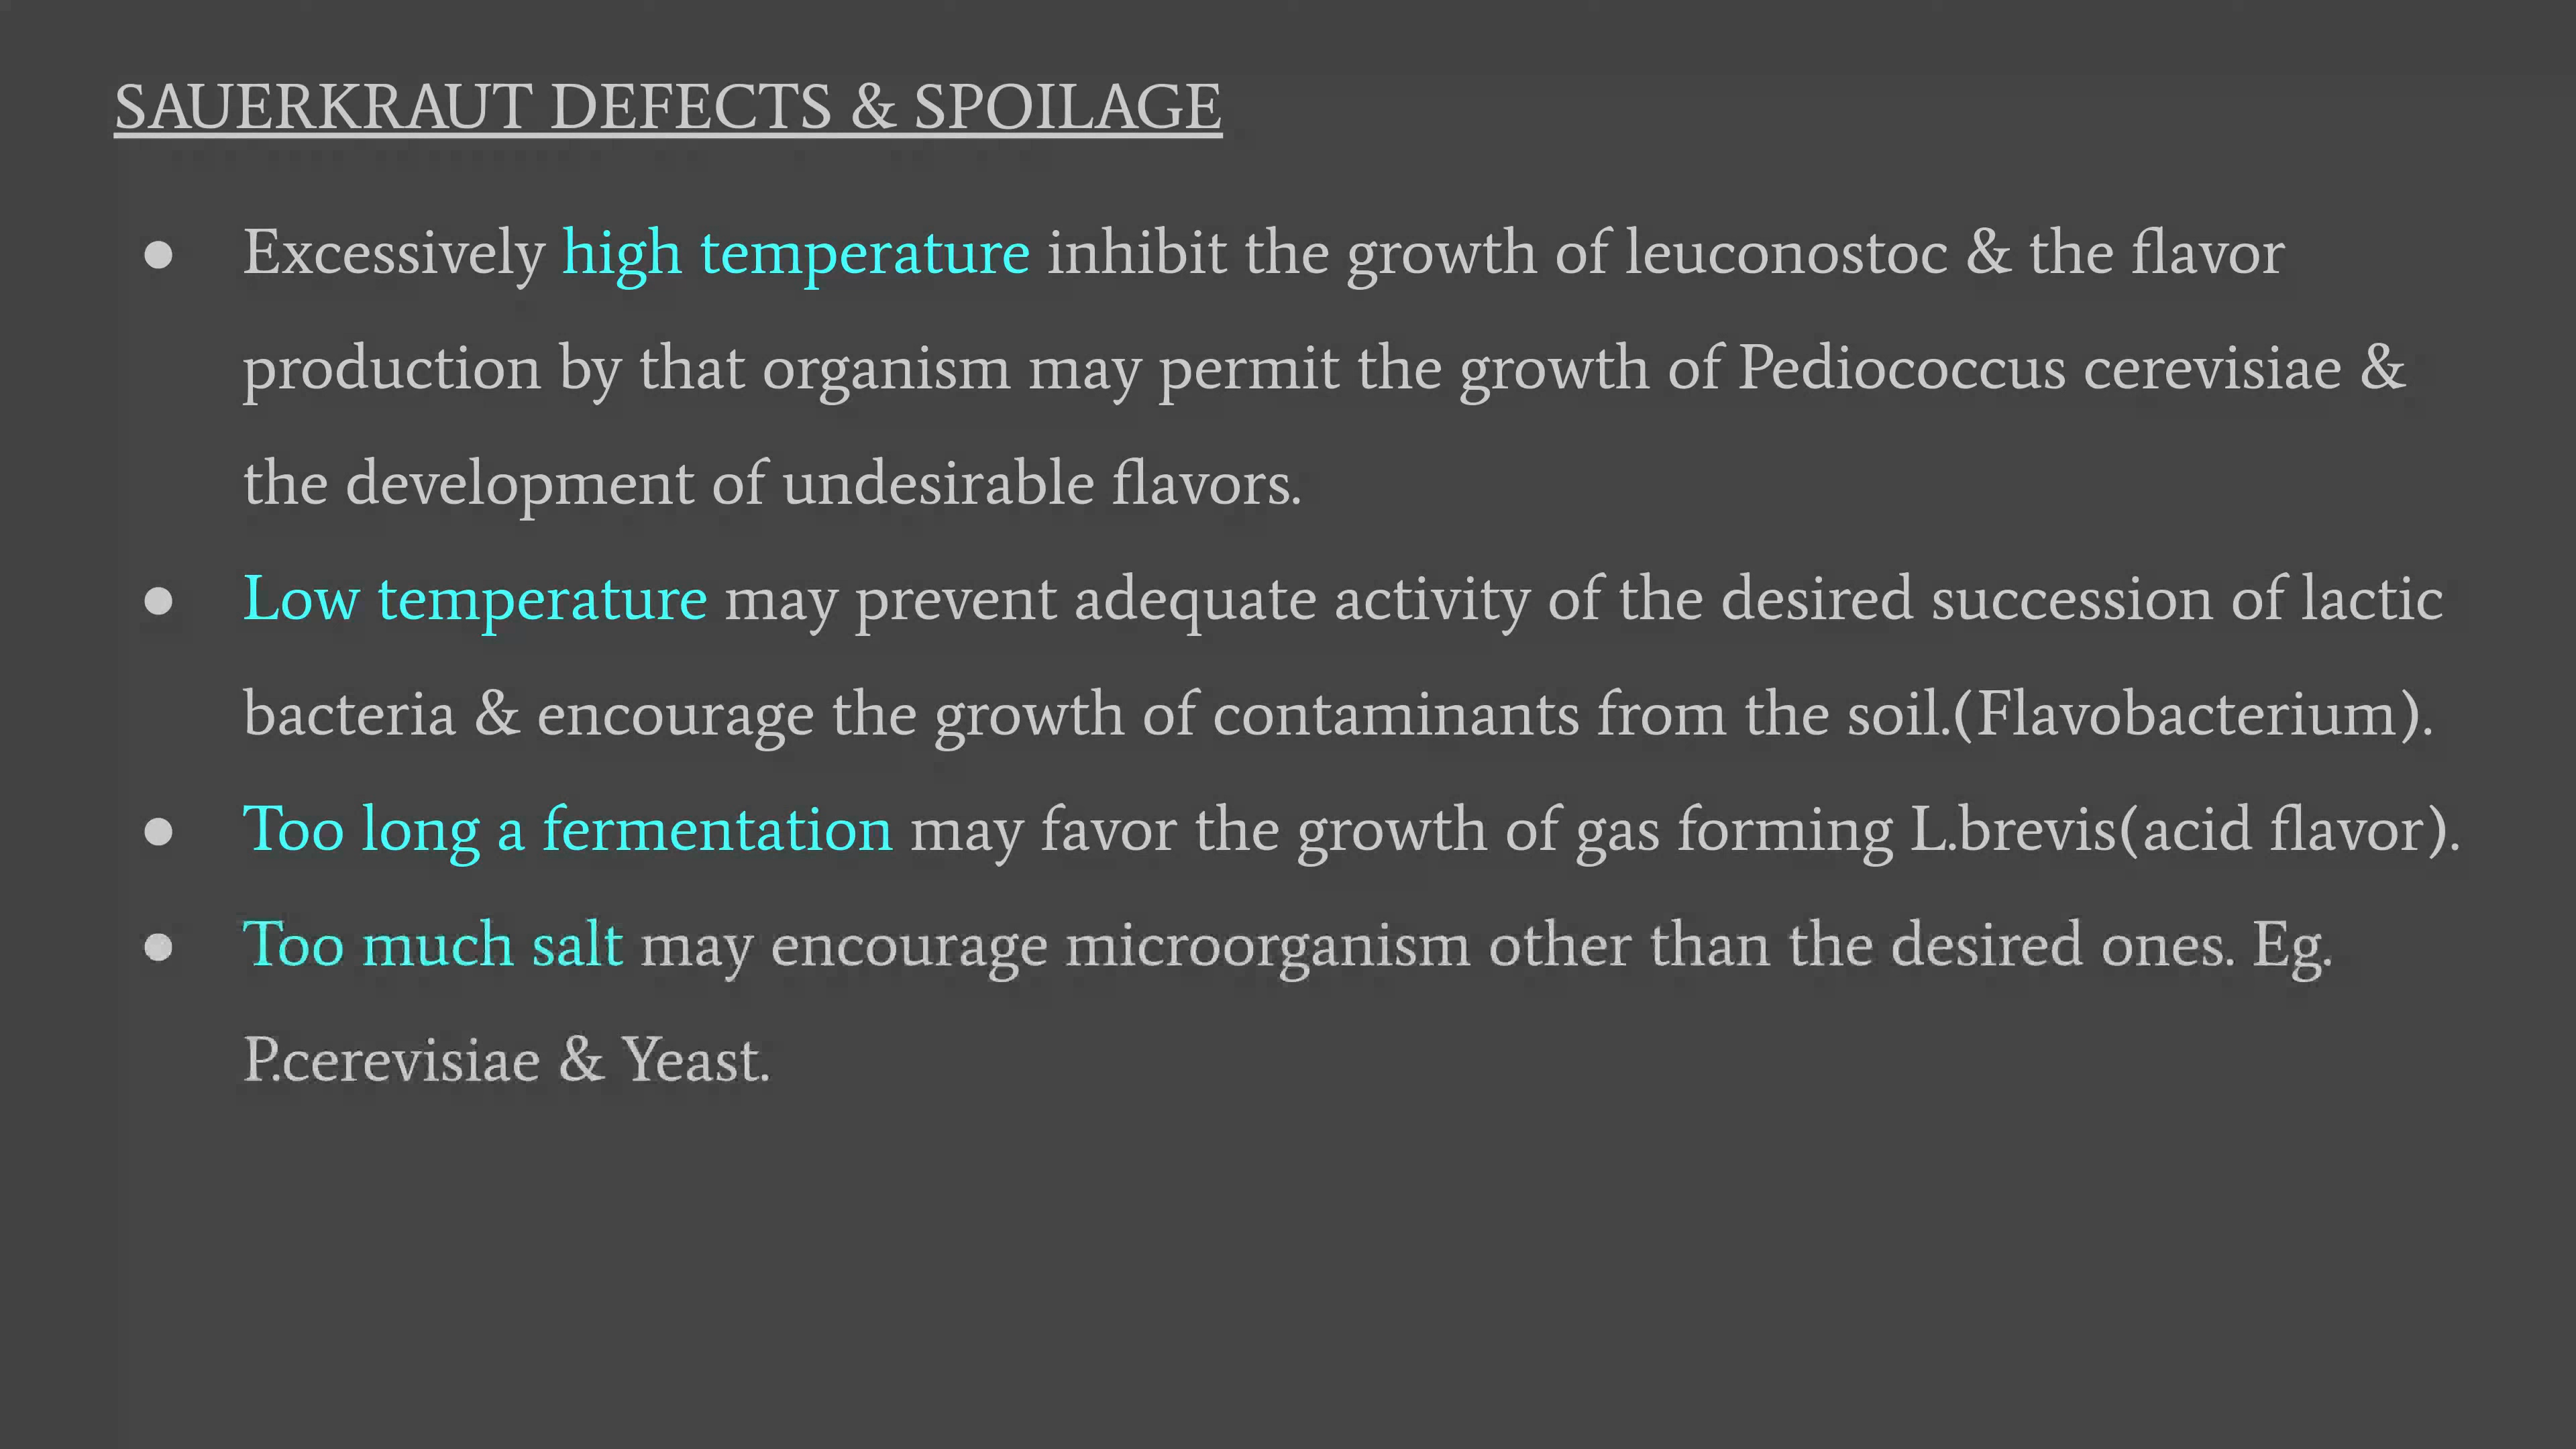 SAUERKRAUT DEFECTS & SPOILAGE
● Excessively high temperature inhibit the growth of leuconostoc & the flavor
production by that organism may permit the growth of Pediococcus cerevisiae &
the development of undesirable flavors.
● Low temperature may prevent adequate activity of the desired succession of lactic
bacteria & encourage the growth of contaminants from the soil.(Flavobacterium).
● Too long a fermentation may favor the growth of gas forming L.brevis(acid flavor).
● Too much salt may encourage microorganism other than the desired ones. Eg.
P.cerevisiae & Yeast.